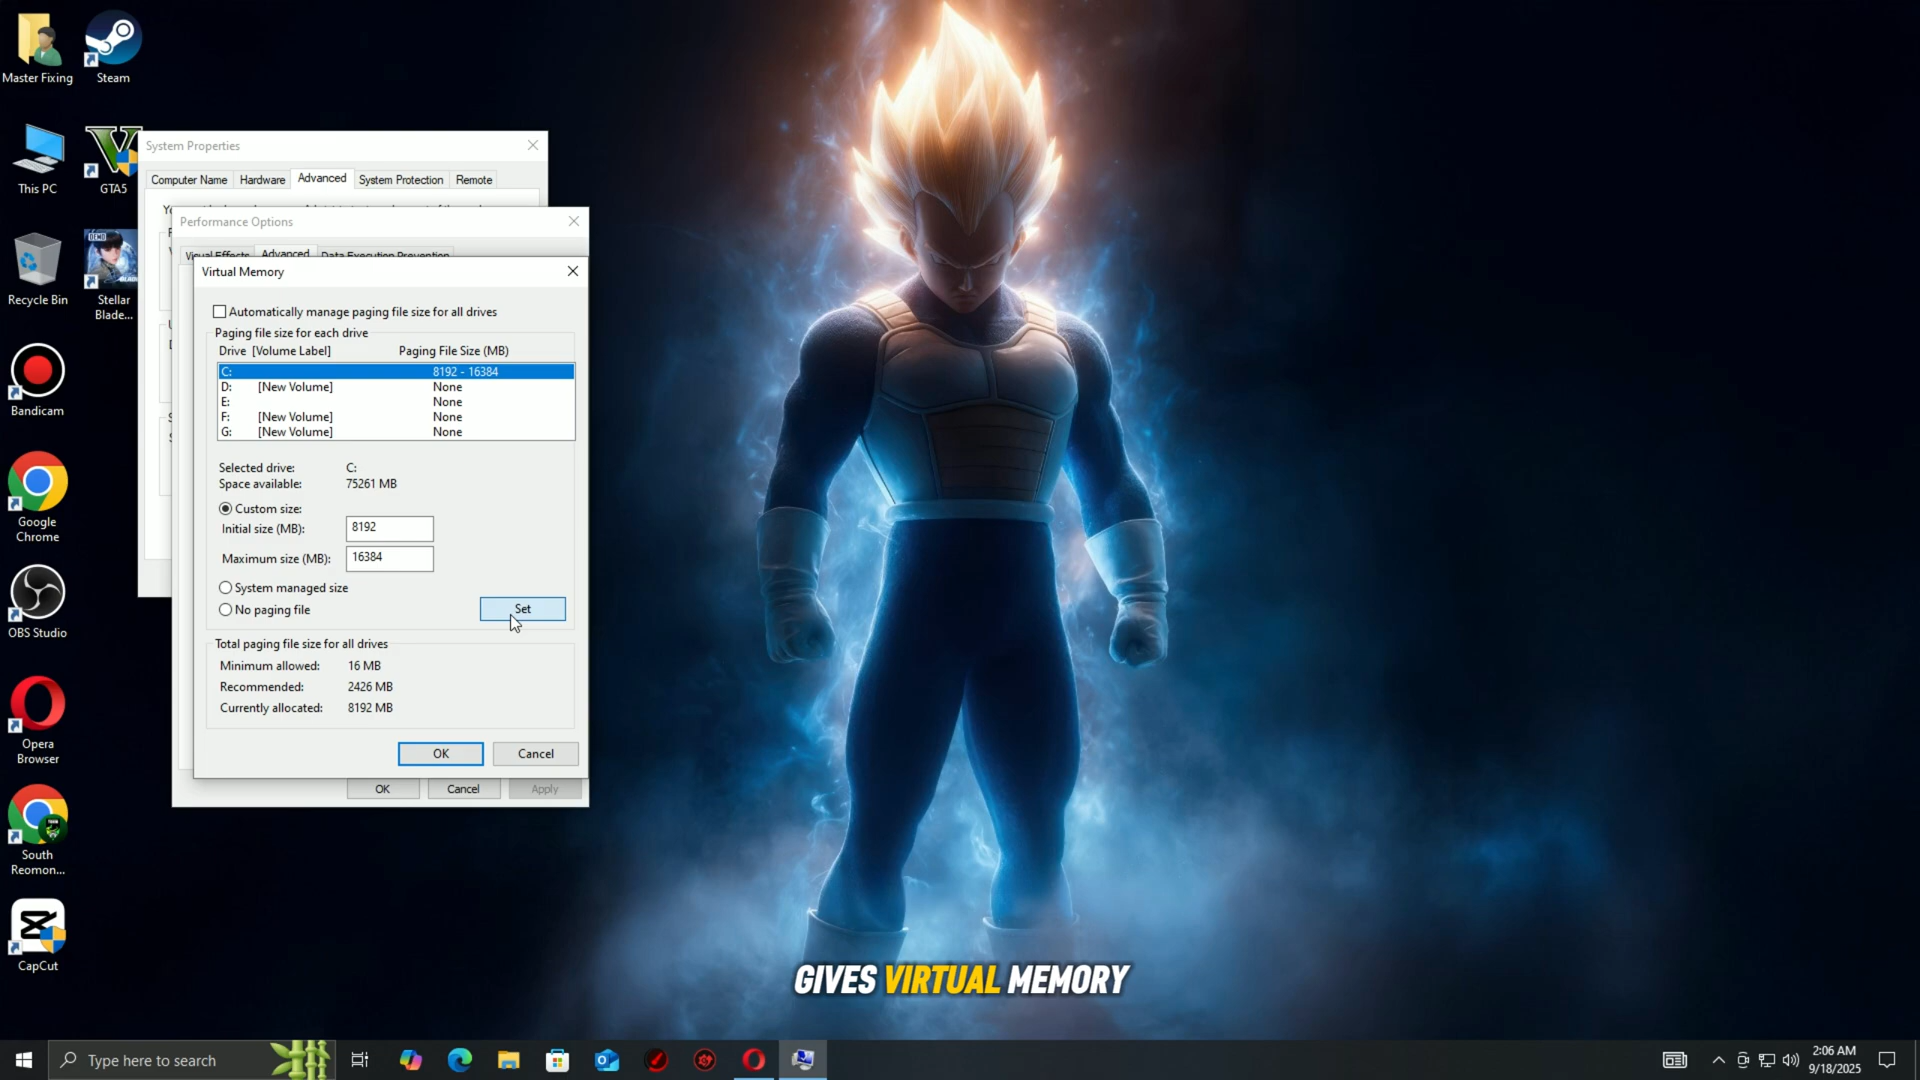 Master Fixing
Steam
This PC
GTA5
Recycle Bin
DEMO
Stellar
Blade...
Bandicam
Google
Chrome
OBS Studio
Opera
Browser
South
Reomon...
CapCut
System Properties
Computer Name
Hardware
Advanced
System Protection
Remote
Performance Options
Visual Effects
Advanced
Data Execution Prevention
Virtual Memory
Automatically manage paging file size for all drives
Paging file size for each drive
Drive [Volume Label] Paging File Size (MB)
C: 8192 - 16384
D: [New Volume] None
E: None
F: [New Volume] None
G: [New Volume] None
Selected drive: C:
Space available: 75261 MB
Custom size:
Initial size (MB): 8192
Maximum size (MB): 16384
System managed size
No paging file
Set
Total paging file size for all drives
Minimum allowed: 16 MB
Recommended: 2426 MB
Currently allocated: 8192 MB
OK Cancel
OK Cancel Apply
GIVES VIRTUAL MEMORY
Type here to search
2:06 AM
9/18/2025